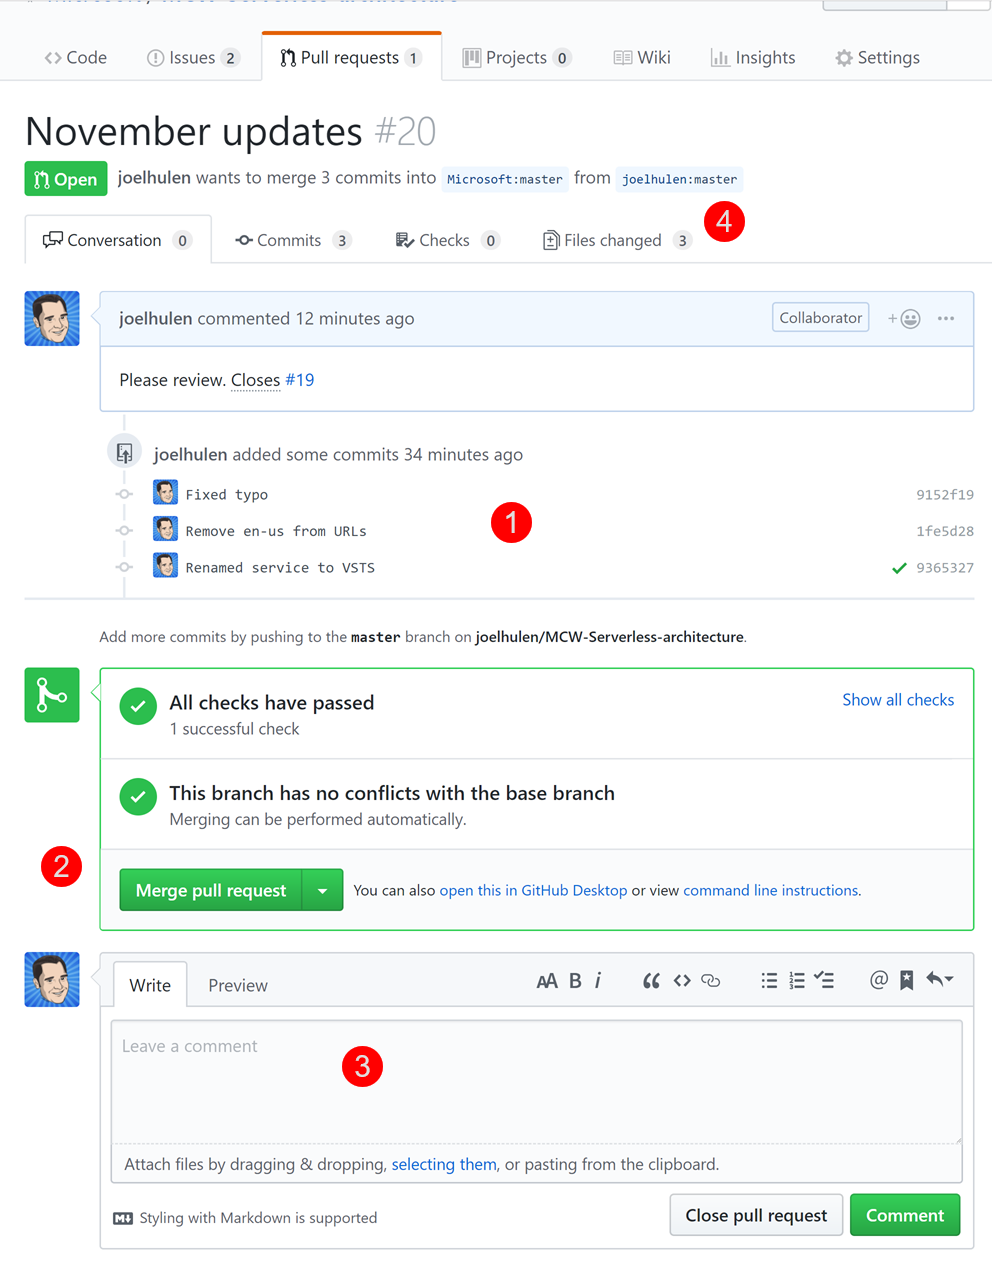 Code Issues 2 Pull requests 1 Projects 0 Wiki Insights Settings
November updates #20
Open joelhulen wants to merge 3 commits into Microsoft:master from joelhulen:master
4
Conversation 0 Commits 3 Checks 0 Files changed 3
joelhulen commented 12 minutes ago Collaborator
Please review. Closes #19
joelhulen added some commits 34 minutes ago
Fixed typo 9152f19
1
Remove en-us from URLs 1fe5d28
Renamed service to VSTS 9365327
Add more commits by pushing to the master branch on joelhulen/MCW-Serverless-architecture.
All checks have passed Show all checks
1 successful check
This branch has no conflicts with the base branch
Merging can be performed automatically.
2
Merge pull request You can also open this in GitHub Desktop or view command line instructions.
Write Preview AA B i
Leave a comment
3
Attach files by dragging & dropping, selecting them, or pasting from the clipboard.
Styling with Markdown is supported Close pull request Comment